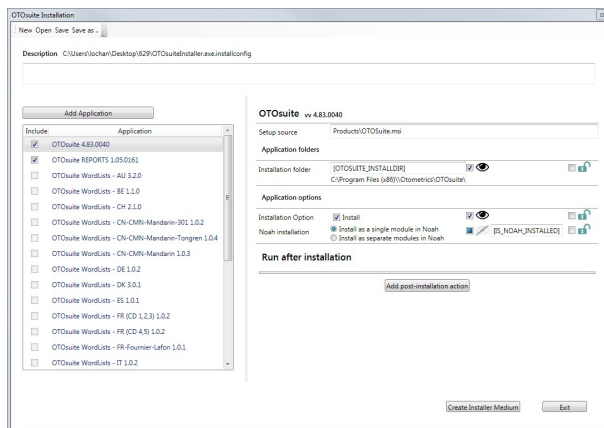 OTOsuite Installation
New Open Save Save as
Description C:\Users\lochan\Desktop\629\OTOsuiteInstaller.exe.installconfig
Add Application
Include Application
OTOsuite 4.83.0040
OTOsuite REPORTS 1.05.0161
OTOsuite WordLists - AU 3.2.0
OTOsuite WordLists - BE 1.1.0
OTOsuite WordLists - CH 2.1.0
OTOsuite WordLists - CN-CMN-Mandarin-301 1.0.2
OTOsuite WordLists - CN-CMN-Mandarin-Tongren 1.0.4
OTOsuite WordLists - CN-CMN-Mandarin 1.0.3
OTOsuite WordLists - DE 1.0.2
OTOsuite WordLists - DK 3.0.1
OTOsuite WordLists - ES 1.0.1
OTOsuite WordLists - FR (CD 1,2,3) 1.0.2
OTOsuite WordLists - FR (CD 4,5) 1.0.2
OTOsuite WordLists - FR-Fournier-Lafon 1.0.1
OTOsuite WordLists - IT 1.0.2
OTOsuite vv 4.83.0040
Setup source Products\OTOSuite.msi
Application folders
Installation folder [OTOSUITE_INSTALLDIR]
C:\Program Files (x86)\\Otometrics\OTOsuite\
Application options
Installation Option Install
Noah installation Install as a single module in Noah [IS_NOAH_INSTALLED]
Install as separate modules in Noah
Run after installation
Add post-installation action
Create Installer Medium Exit